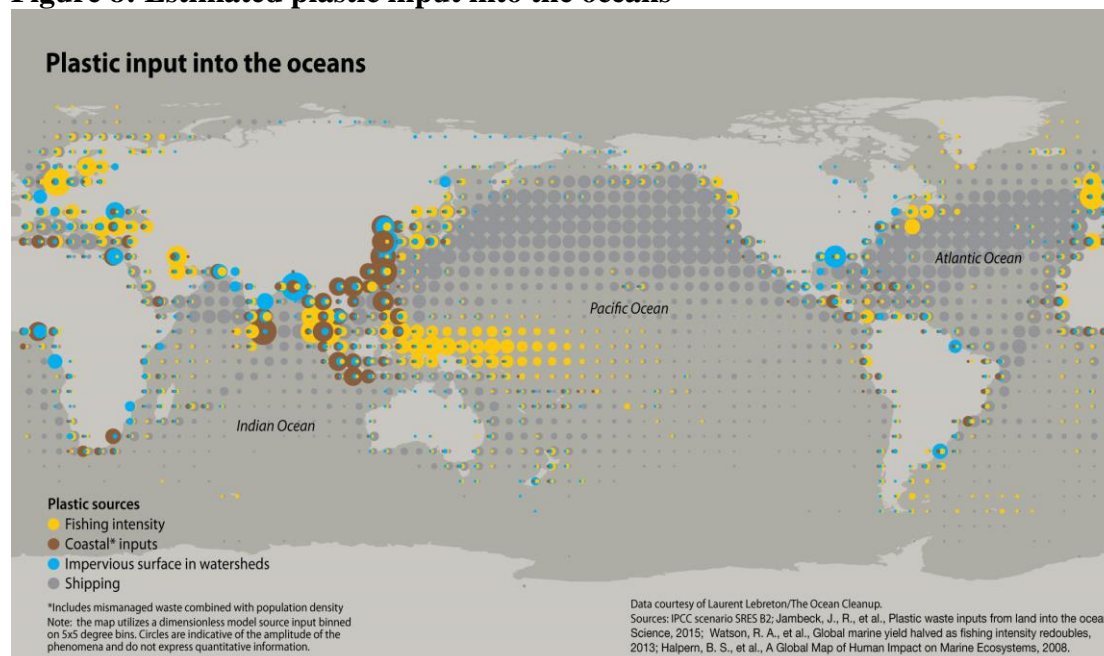 Figure 8: Estimated plastic input into the oceans
Plastic input into the oceans
Atlantic Ocean
Pacific Ocean
Indian Ocean
Plastic sources
Fishing intensity
Coastal* inputs
Impervious surface in watersheds
Shipping
*Includes mismanaged waste combined with population density
Note: the map utilizes a dimensionless model source input binned
on 5x5 degree bins. Circles are indicative of the amplitude of the
phenomena and do not express quantitative information.
Data courtesy of Laurent Lebreton/The Ocean Cleanup.
Sources: IPCC scenario SRES B2; Jambeck, J., R., et al., Plastic waste inputs from land into the ocea
Science, 2015; Watson, R. A., et al., Global marine yield halved as fishing intensity redoubles,
2013; Halpern, B. S., et al., A Global Map of Human Impact on Marine Ecosystems, 2008.